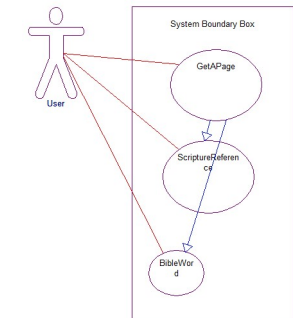 System Boundary Box
GetAPage
User
ScriptureReferen
ce
BibleWor
d